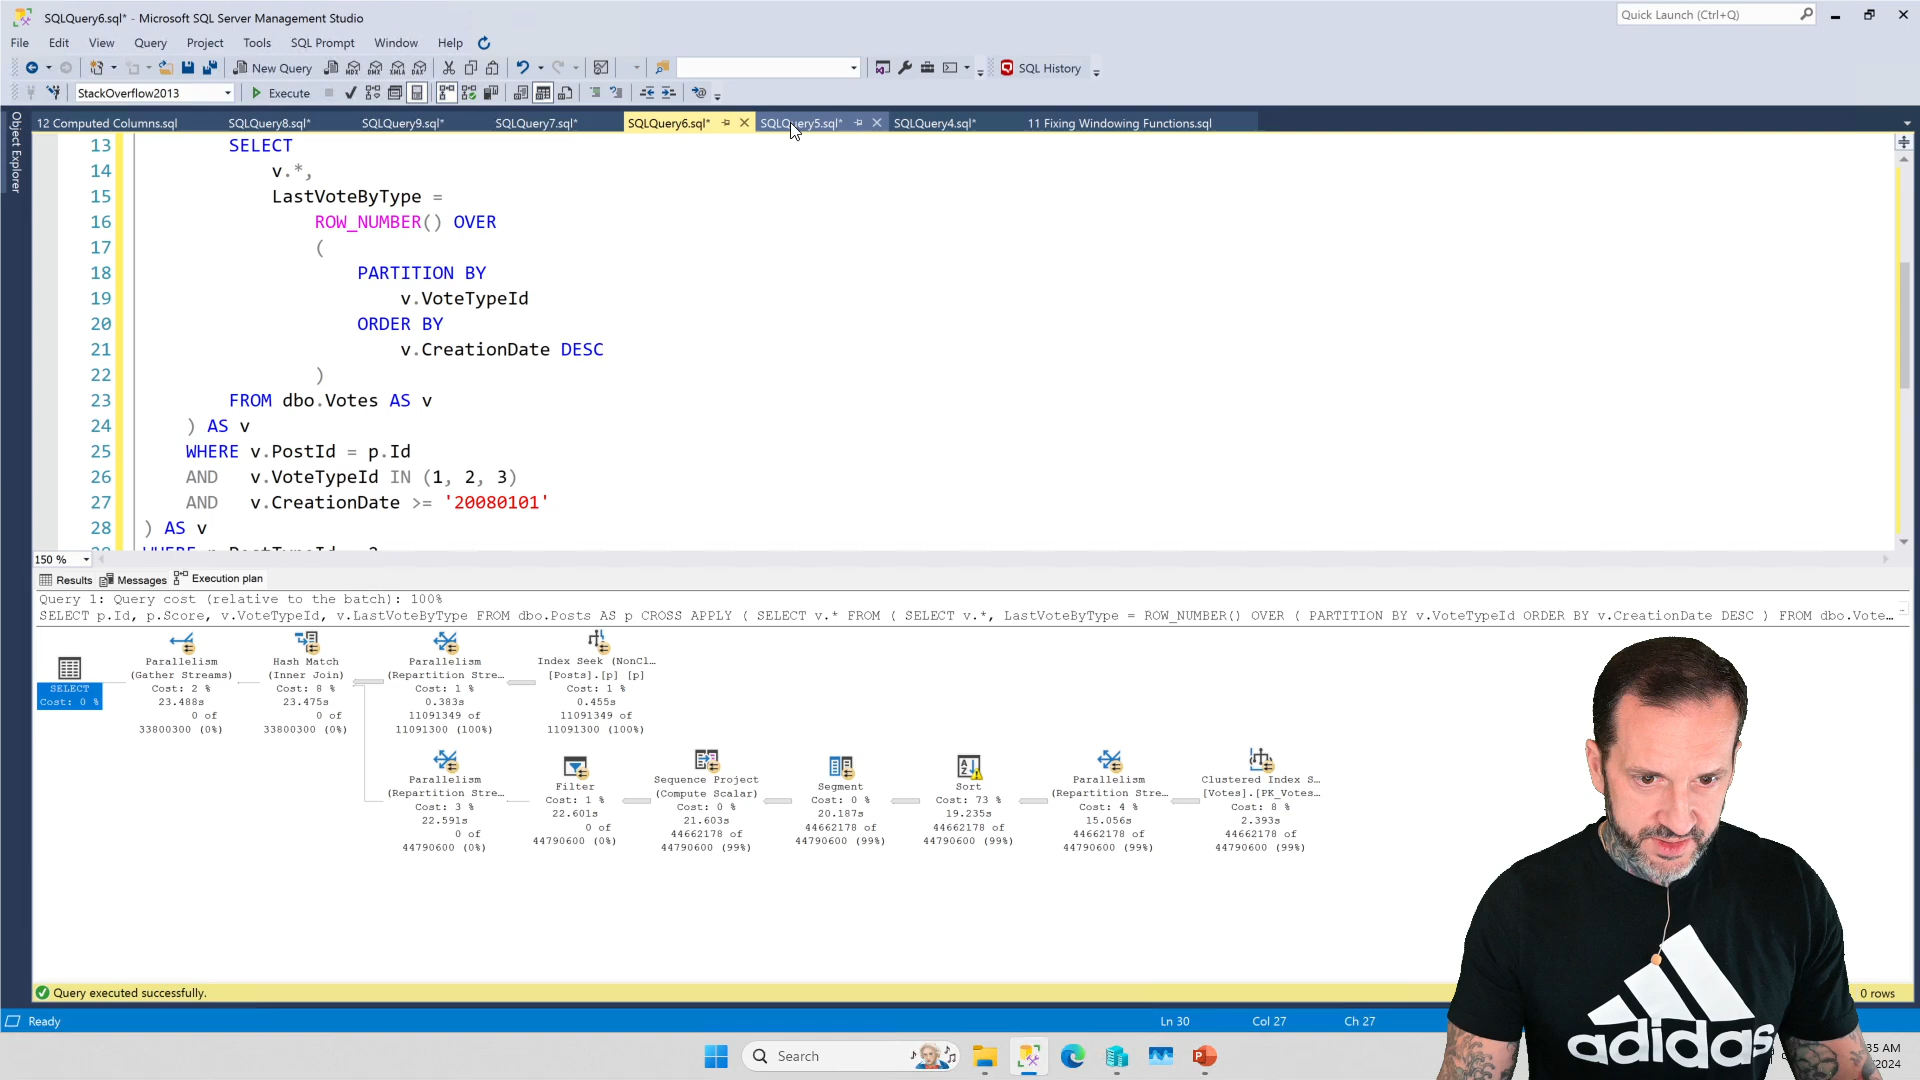 SQLQuery6.sql* - Microsoft SQL Server Management Studio
Quick Launch (Ctrl+Q)
File Edit View Query Project Tools SQL Prompt Window Help
New Query
MDX DMX XMLA DAX
SQL History
StackOverflow2013
Execute
12 Computed Columns.sql SQLQuery8.sql* SQLQuery9.sql* SQLQuery7.sql* SQLQuery6.sql* SQLQuery5.sql* SQLQuery4.sql* 11 Fixing Windowing Functions.sql
Object Explorer
13 SELECT
14 v.*,
15 LastVoteByType =
16 ROW_NUMBER() OVER
17 (
18 PARTITION BY
19 v.VoteTypeId
20 ORDER BY
21 v.CreationDate DESC
22 )
23 FROM dbo.Votes AS v
24 ) AS v
25 WHERE v.PostId = p.Id
26 AND v.VoteTypeId IN (1, 2, 3)
27 AND v.CreationDate >= '20080101'
28 ) AS v
150 %
Results Messages Execution plan
Query 1: Query cost (relative to the batch): 100%
SELECT p.Id, p.Score, v.VoteTypeId, v.LastVoteByType FROM dbo.Posts AS p CROSS APPLY ( SELECT v.* FROM ( SELECT v.*, LastVoteByType = ROW_NUMBER() OVER ( PARTITION BY v.VoteTypeId ORDER BY v.CreationDate DESC ) FROM dbo.Vote…
SELECT
Cost: 0 %
Parallelism
(Gather Streams)
Cost: 2 %
23.488s
0 of
33800300 (0%)
Hash Match
(Inner Join)
Cost: 8 %
23.475s
0 of
33800300 (0%)
Parallelism
(Repartition Stre…
Cost: 1 %
0.383s
11091349 of
11091300 (100%)
Index Seek (NonCl…
[Posts].[p] [p]
Cost: 1 %
0.455s
11091349 of
11091300 (100%)
Parallelism
(Repartition Stre…
Cost: 3 %
22.591s
0 of
44790600 (0%)
Filter
Cost: 1 %
22.601s
0 of
44790600 (0%)
Sequence Project
(Compute Scalar)
Cost: 0 %
21.603s
44662178 of
44790600 (99%)
Segment
Cost: 0 %
20.187s
44662178 of
44790600 (99%)
Sort
Cost: 73 %
19.235s
44662178 of
44790600 (99%)
Parallelism
(Repartition Stre…
Cost: 4 %
15.056s
44662178 of
44790600 (99%)
Clustered Index S…
[Votes].[PK_Votes…
Cost: 8 %
2.393s
44662178 of
44790600 (99%)
Query executed successfully.
0 rows
Ready
Ln 30 Col 27 Ch 27
Search
35 AM
2024
adidas